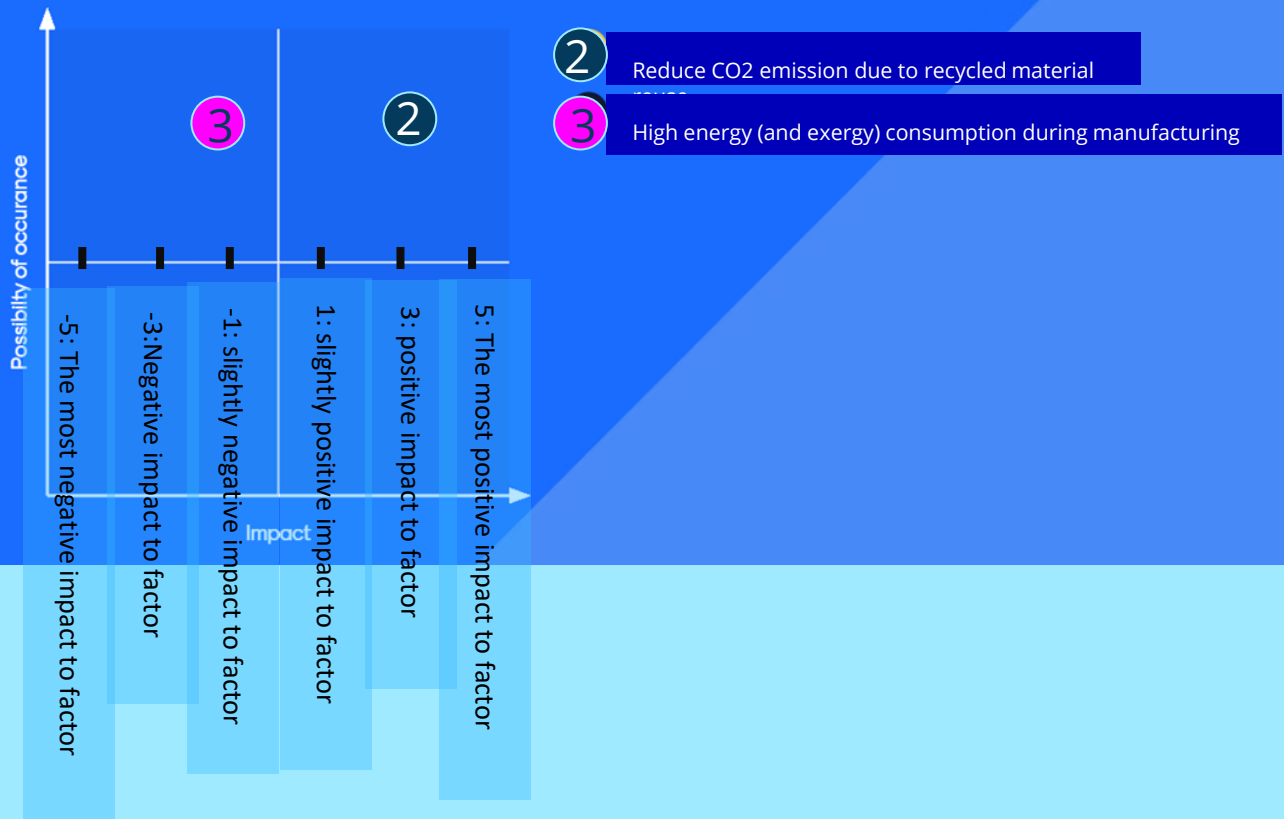 2
Reduce CO2 emission due to recycled material
3
High energy (and exergy) consumption during manufacturing
3
2
Possibilty of occurance
-5: The most negative impact to factor
-3:Negative impact to factor
-1: slightly negative impact to factor
1: slightly positive impact to factor
3: positive impact to factor
5: The most positive impact to factor
Impact